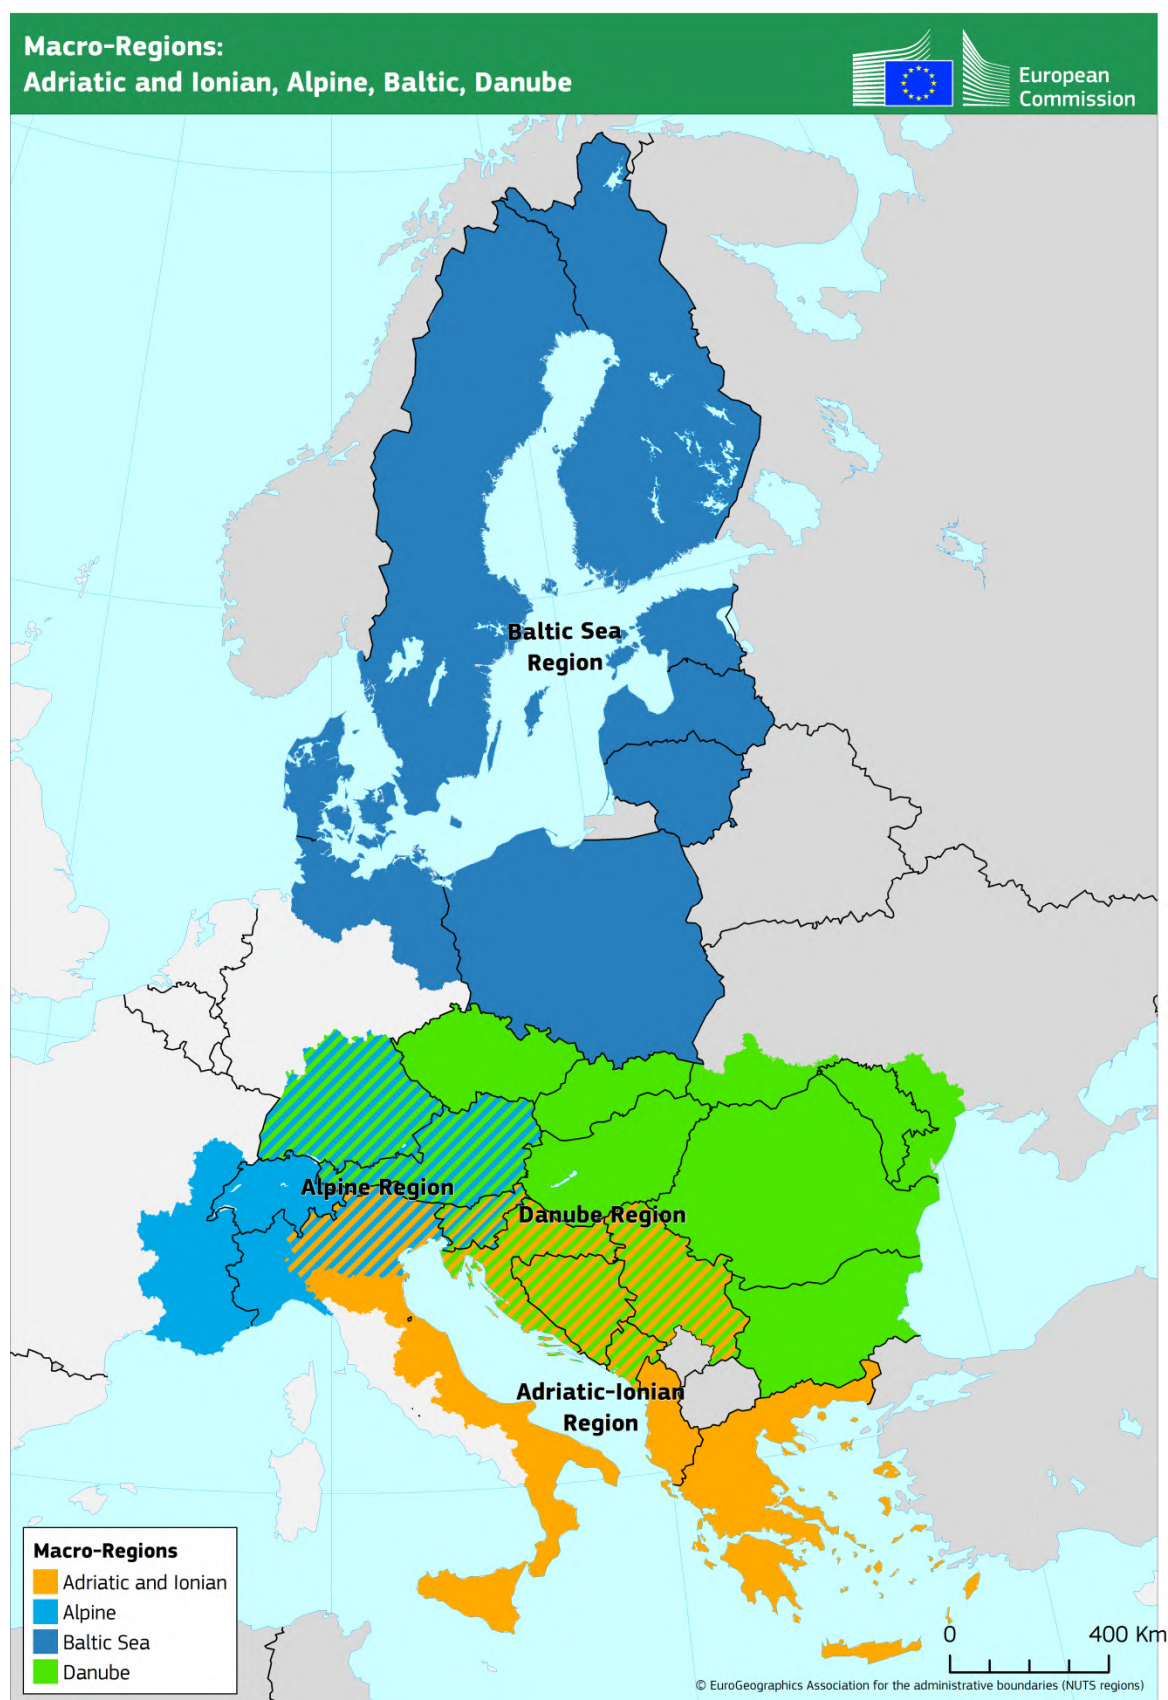 Macro-Regions:
Adriatic and Ionian, Alpine, Baltic, Danube
European
Commission
Baltic Sea
Region
Alpine Region
Danube Region
Adriatic-Ionian
Region
Macro-Regions
Adriatic and Ionian
Alpine
Baltic Sea
Danube
0 400 Km
© EuroGeographics Association for the administrative boundaries (NUTS regions)